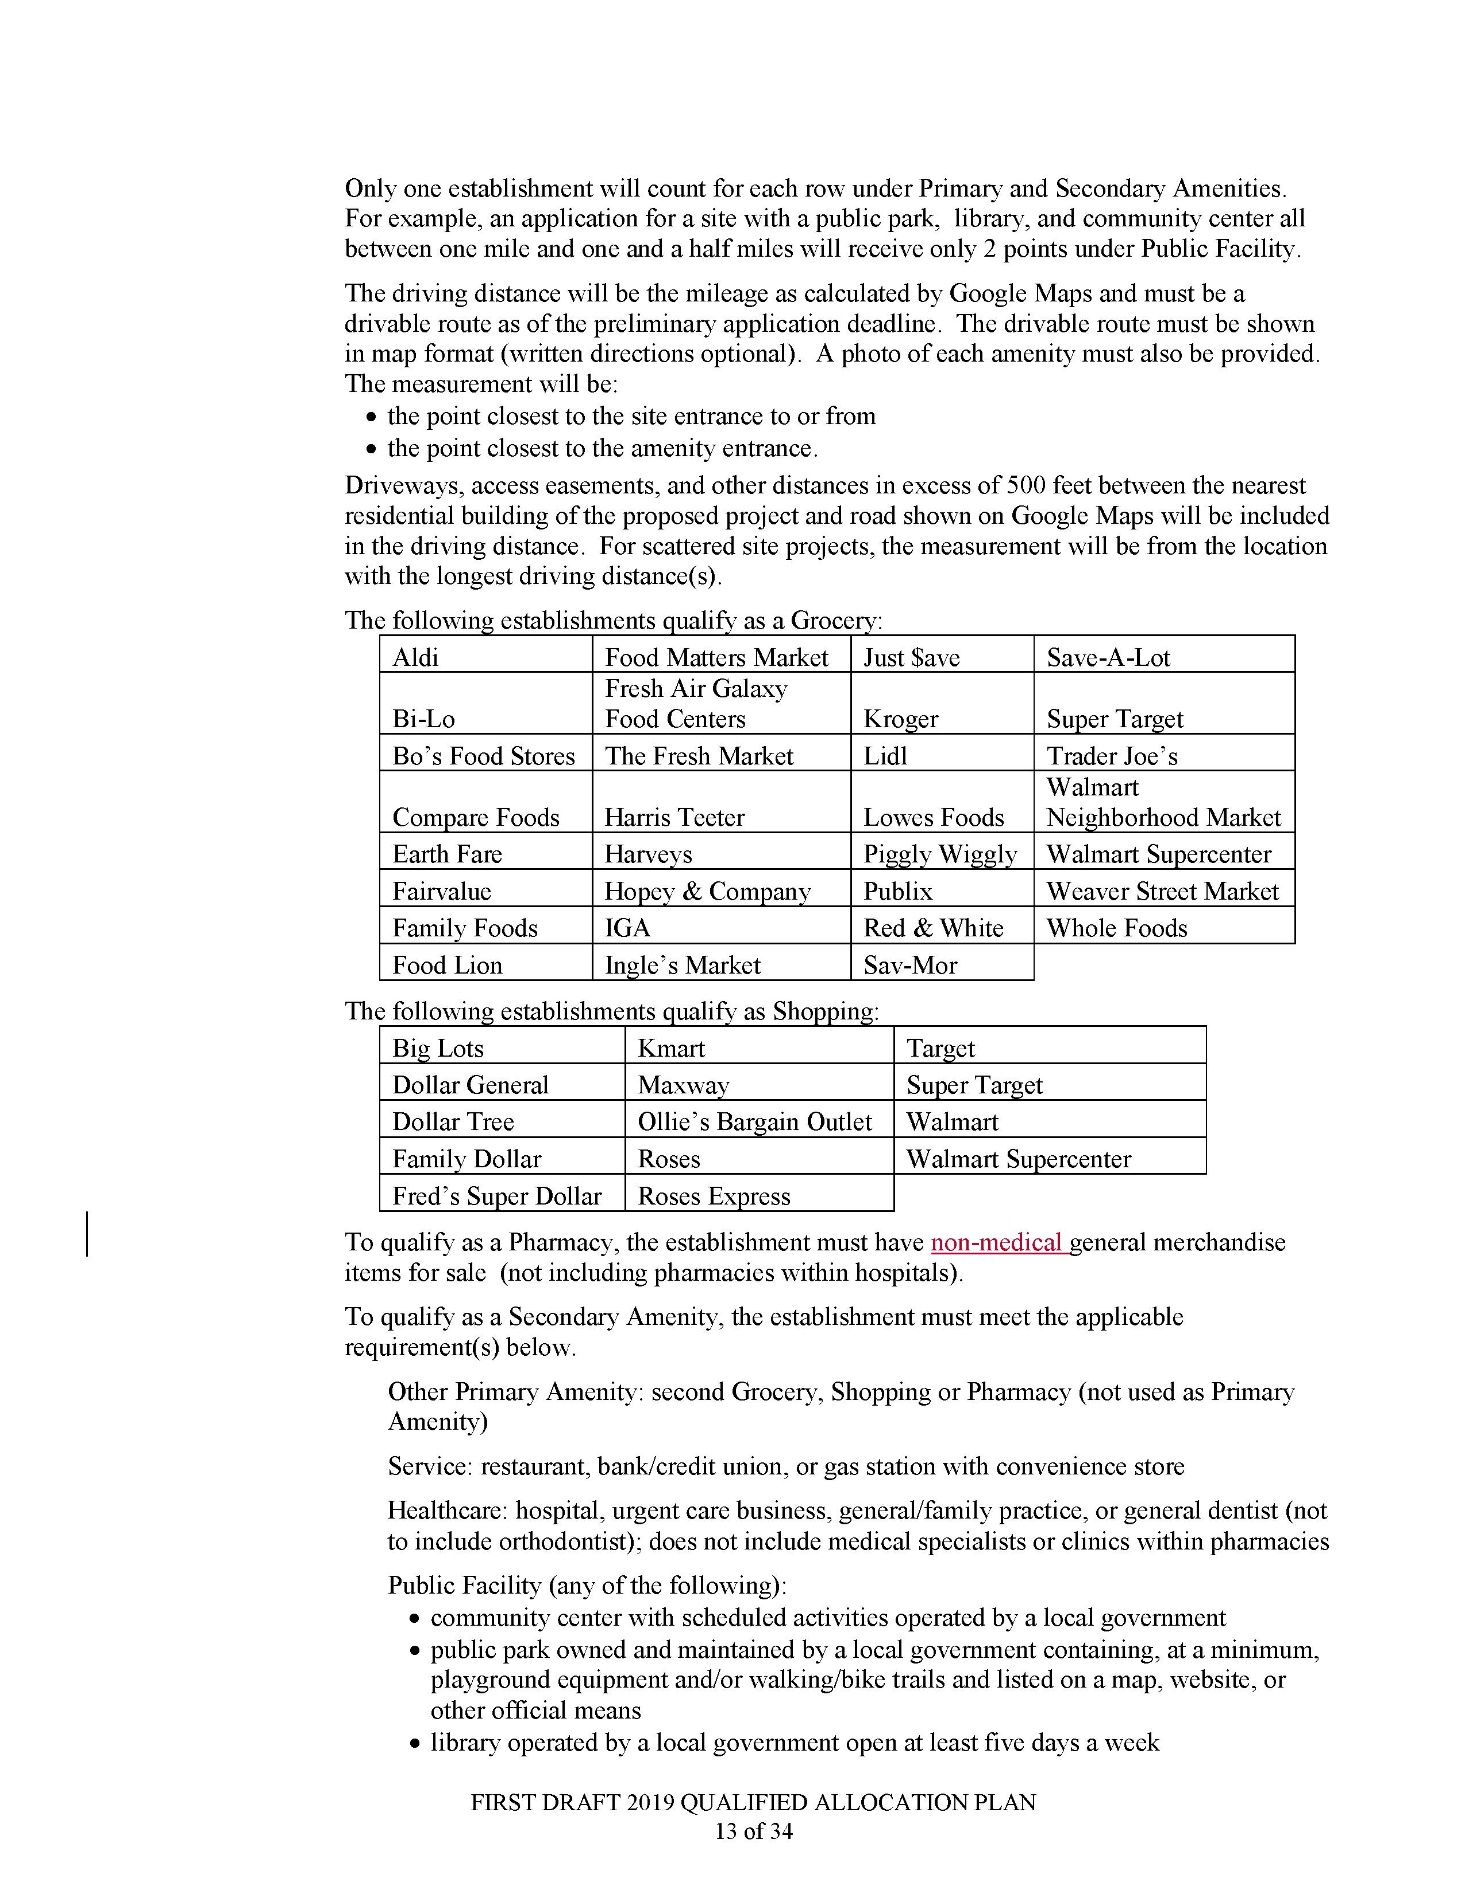 Only one establishment will count for each row under Primary and Secondary Amenities.
For example, an application for a site with a public park,  library, and community center all
between one mile and one and a half miles will receive only 2 points under Public Facility.
The driving distance will be the mileage as calculated by Google Maps and must be a
drivable route as of the preliminary application deadline.  The drivable route must be shown
in map format (written directions optional).  A photo of each amenity must also be provided.
The measurement will be:
• the point closest to the site entrance to or from
• the point closest to the amenity entrance.
Driveways, access easements, and other distances in excess of 500 feet between the nearest
residential building of the proposed project and road shown on Google Maps will be included
in the driving distance.  For scattered site projects, the measurement will be from the location
with the longest driving distance(s).
The following establishments qualify as a Grocery:
Aldi Food Matters Market Just $ave Save-A-Lot
Fresh Air Galaxy
Bi-Lo Food Centers Kroger Super Target
Bo’s Food Stores The Fresh Market Lidl Trader Joe’s
Walmart
Compare Foods Harris Teeter Lowes Foods Neighborhood Market
Earth Fare Harveys Piggly Wiggly Walmart Supercenter
Fairvalue Hopey & Company Publix Weaver Street Market
Family Foods IGA Red & White Whole Foods
Food Lion Ingle’s Market Sav-Mor
The following establishments qualify as Shopping:
Big Lots Kmart Target
Dollar General Maxway Super Target
Dollar Tree Ollie’s Bargain Outlet Walmart
Family Dollar Roses Walmart Supercenter
Fred’s Super Dollar Roses Express
To qualify as a Pharmacy, the establishment must have non-medical general merchandise
items for sale  (not including pharmacies within hospitals).
To qualify as a Secondary Amenity, the establishment must meet the applicable
requirement(s) below.
Other Primary Amenity: second Grocery, Shopping or Pharmacy (not used as Primary
Amenity)
Service: restaurant, bank/credit union, or gas station with convenience store
Healthcare: hospital, urgent care business, general/family practice, or general dentist (not
to include orthodontist); does not include medical specialists or clinics within pharmacies
Public Facility (any of the following):
• community center with scheduled activities operated by a local government
• public park owned and maintained by a local government containing, at a minimum,
playground equipment and/or walking/bike trails and listed on a map, website, or
other official means
• library operated by a local government open at least five days a week
FIRST DRAFT 2019 QUALIFIED ALLOCATION PLAN
13 of 34